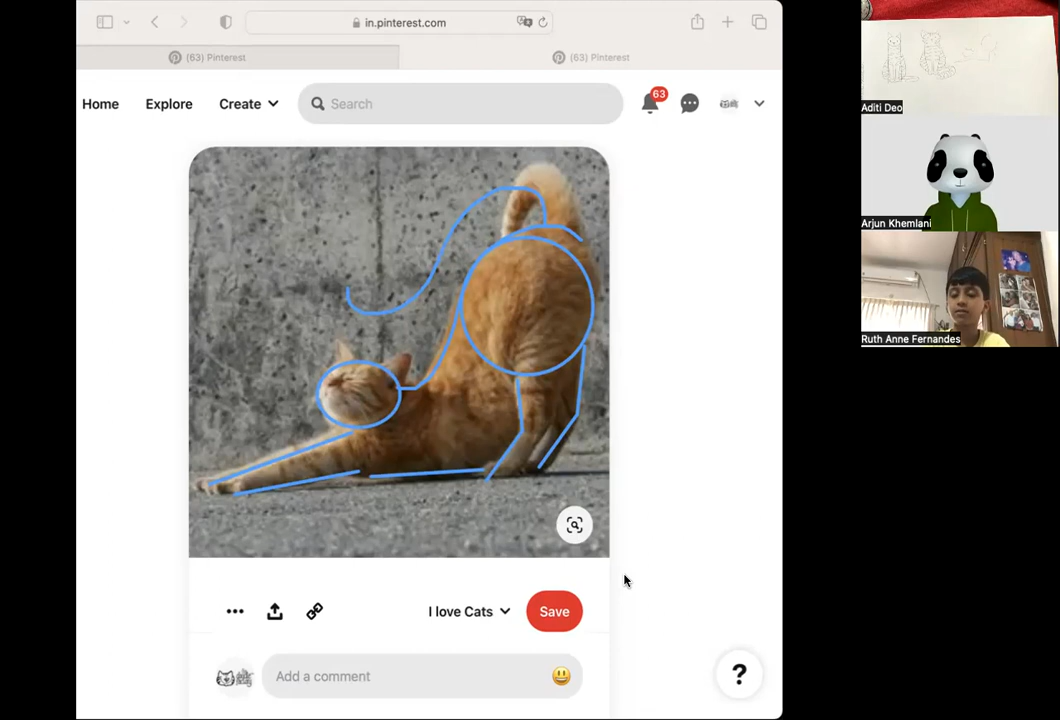 in.pinterest.com
(63) Pinterest
(63) Pinterest
Home
Explore
Create
Search
63
I love Cats
Save
Add a comment
?
Aditi Deo
Arjun Khemlani
Ruth Anne Fernandes